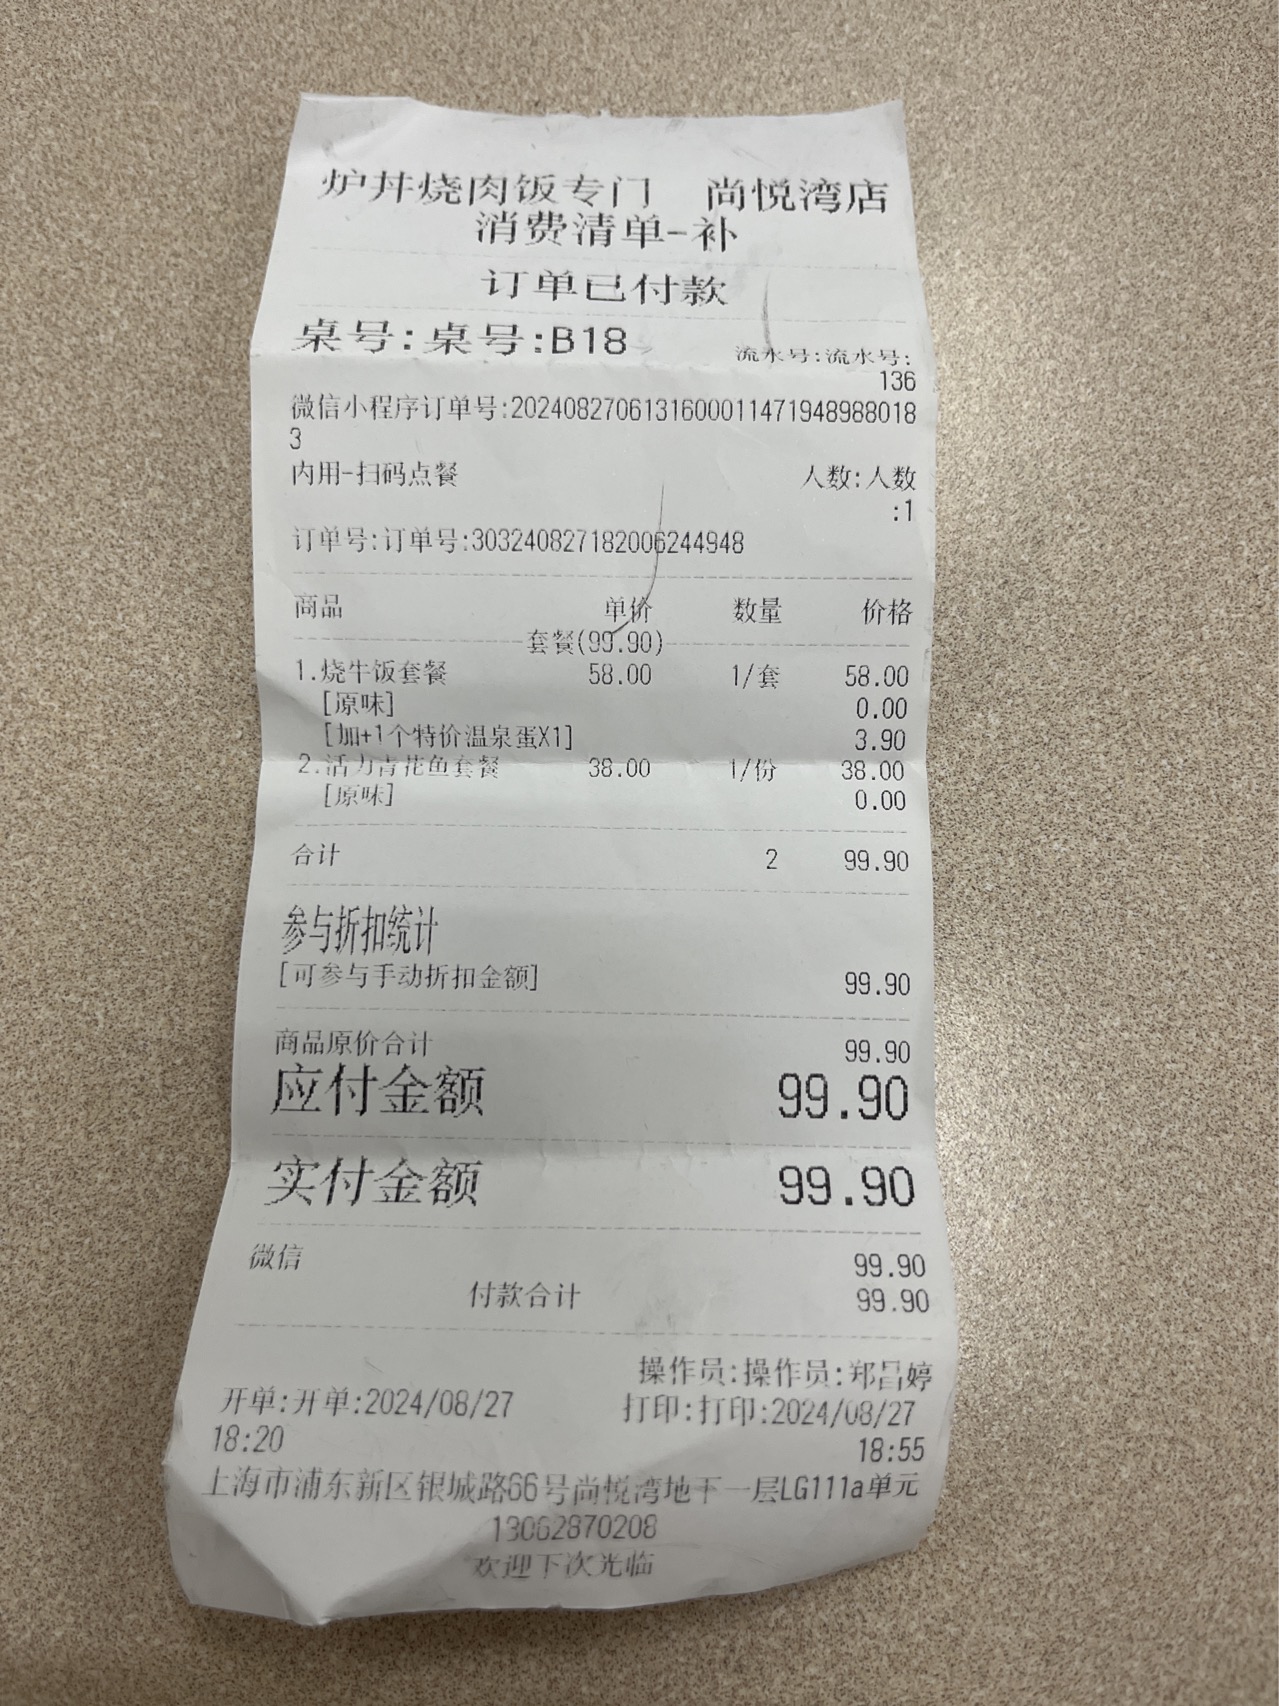 炉丼烧肉饭专门　尚悦湾店
消费清单-补
订单已付款
桌号:桌号:B18 流水号:流水号:
136
微信小程序订单号:202408270613160001147194898801​8
3
内用-扫码点餐 人数:人数
:1
订单号:订单号:303240827182006244948
商品 单价 数量 价格
套餐(99.90)
1.烧牛饭套餐 58.00 1/套 58.00
[原味] 0.00
[加+1个特价温泉蛋X1] 3.90
2.活力青花鱼套餐 38.00 1/份 38.00
[原味] 0.00
合计 2 99.90
参与折扣统计
[可参与手动折扣金额] 99.90
商品原价合计 99.90
应付金额 99.90
实付金额 99.90
微信 99.90
付款合计 99.90
操作员:操作员:郑吕婷
开单:开单:2024/08/27 打印:打印:2024/08/27
18:20 18:55
上海市浦东新区银城路66号尚悦湾地下一层LG111a单元
13062870208
欢迎下次光临